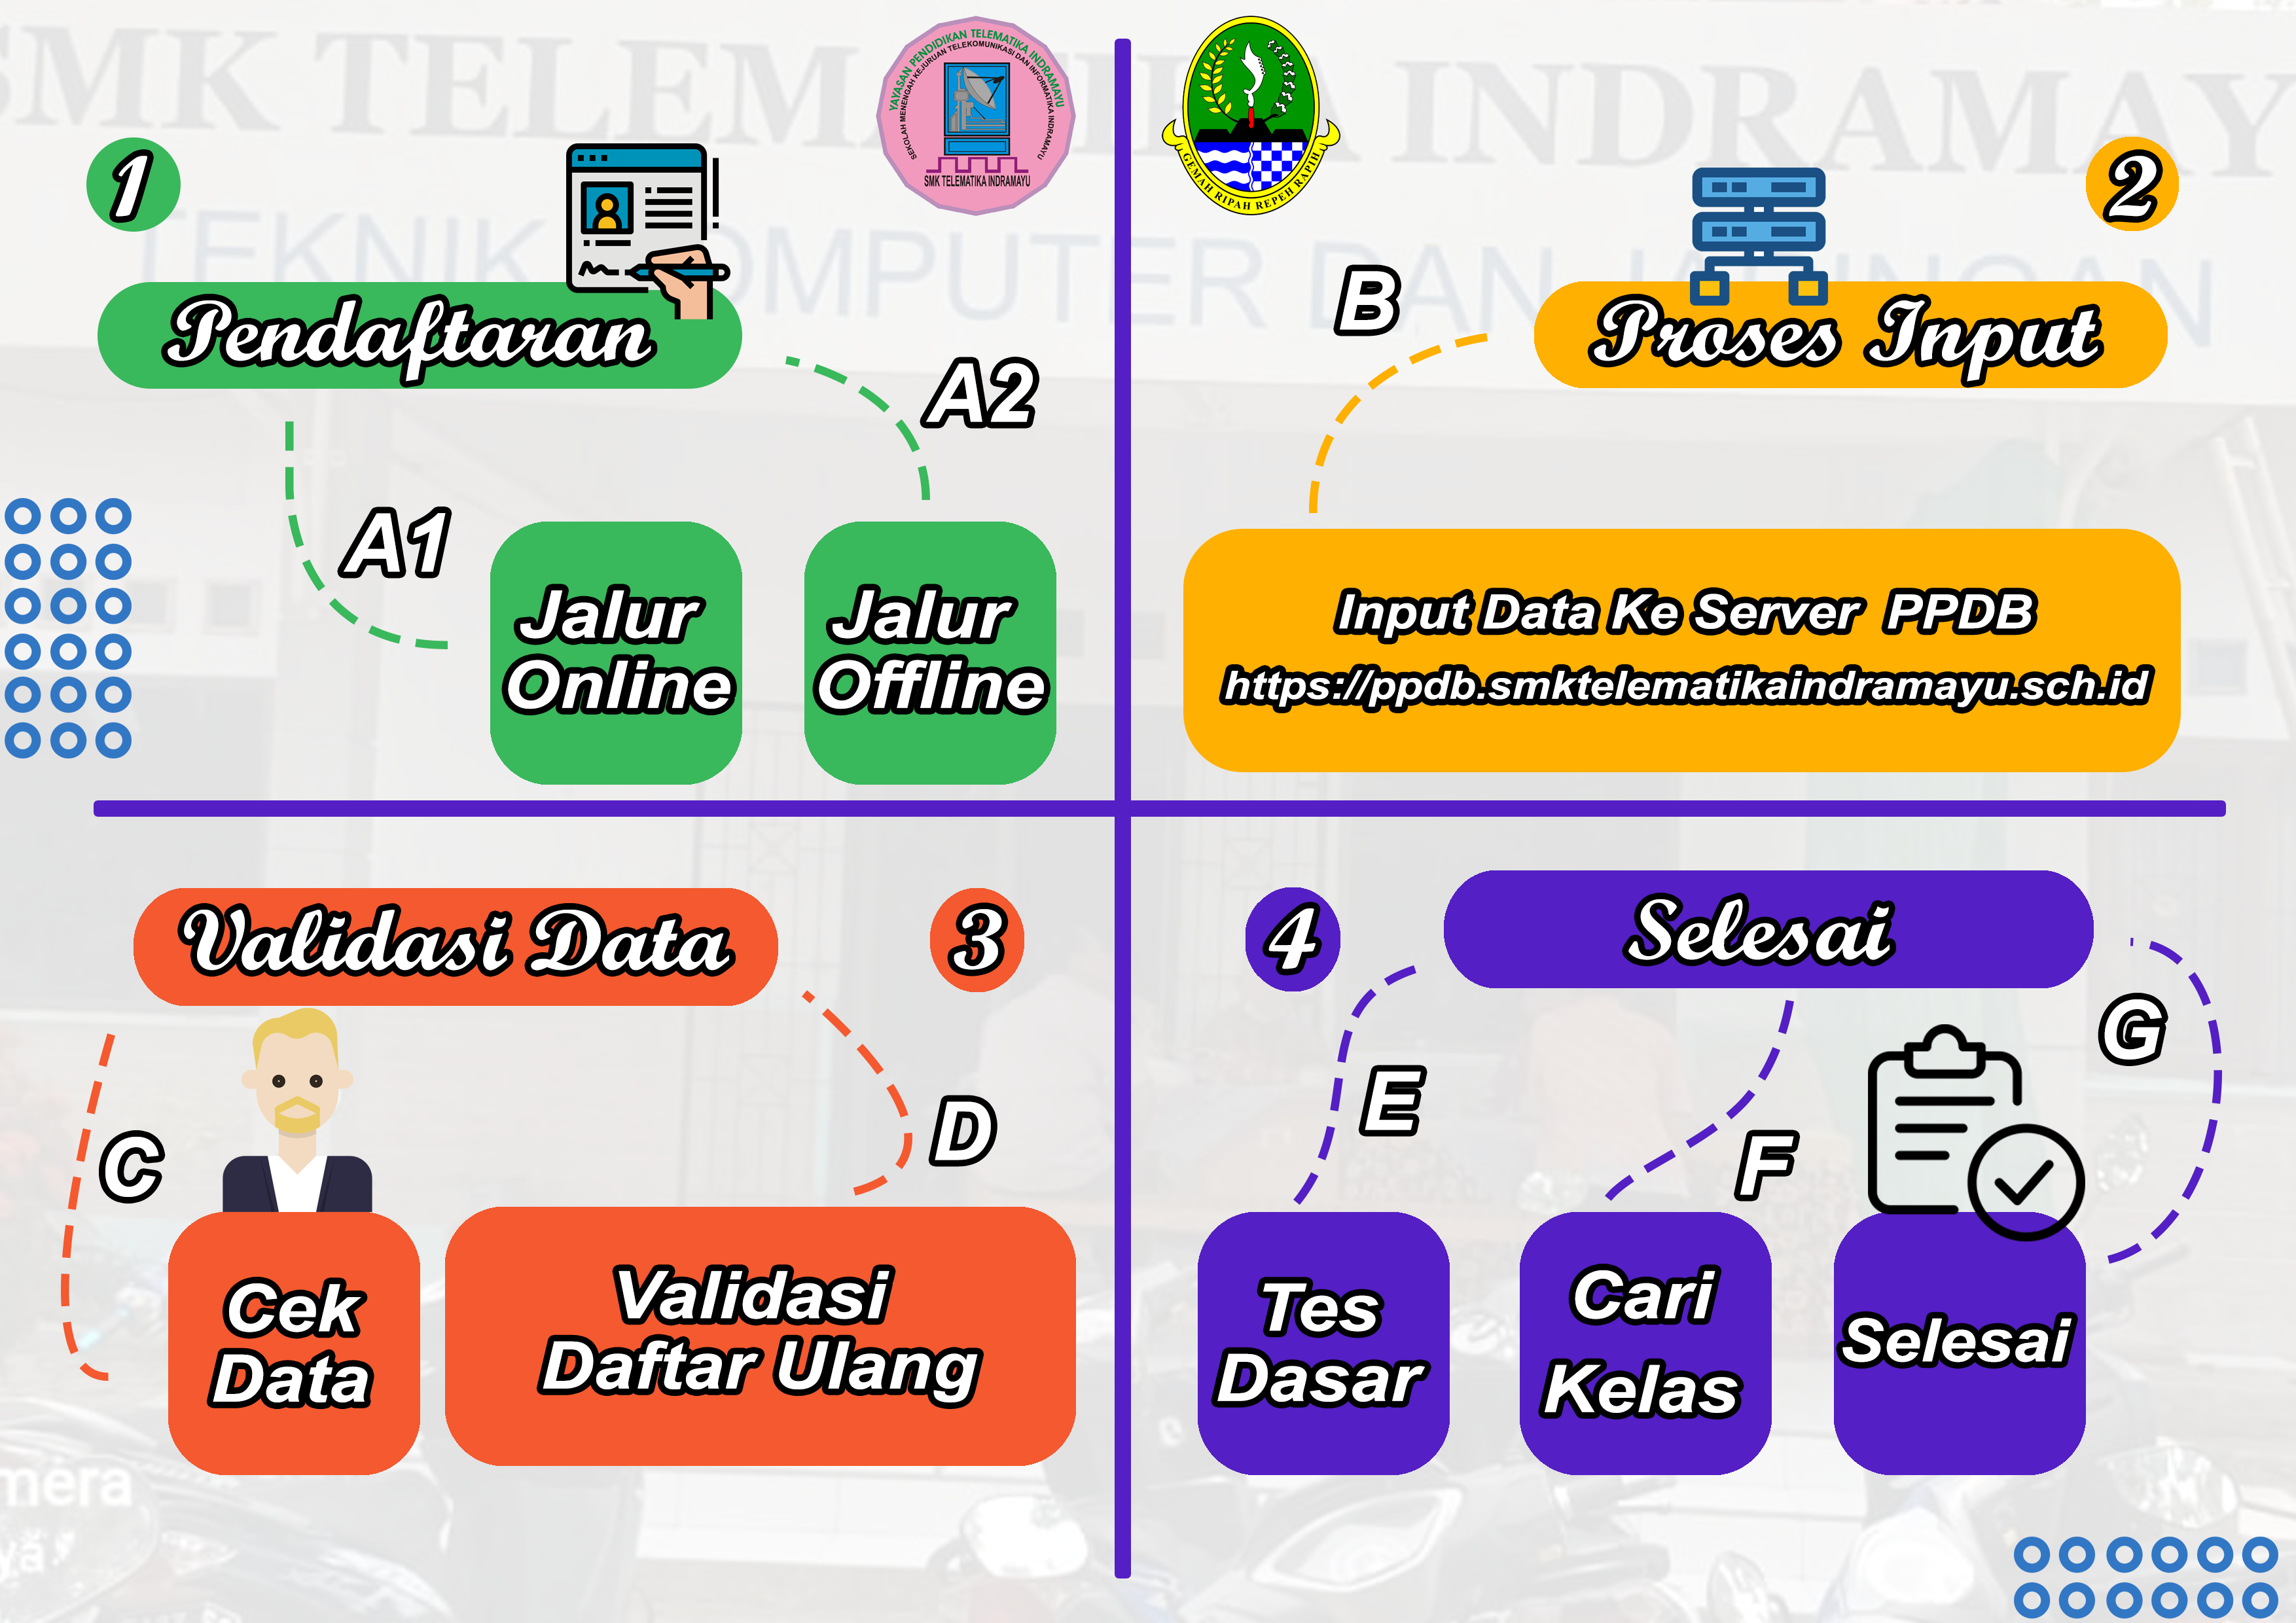 SMK TELEMATIKA INDRAMAY
TEKNIK KOMPUTER DAN JARINGAN
YAYASAN PENDIDIKAN TELEMATIKA INDRAMAYU
SEKOLAH MENENGAH KEJURUAN TELEKOMUNIKASI DAN INFORMATIKA INDRAMAYU
SMK TELEMATIKA INDRAMAYU
GEMAH RIPAH REPEH RAPIH
1
Pendaftaran
A1
A2
Jalur
Online
Jalur
Offline
2
Proses Input
B
Input Data Ke Server PPDB
https://ppdb.smktelematikaindramayu.sch.id
Validasi Data
3
C
D
Cek
Data
Validasi
Daftar Ulang
4
Selesai
E
F
G
Tes
Dasar
Cari
Kelas
Selesai
mera